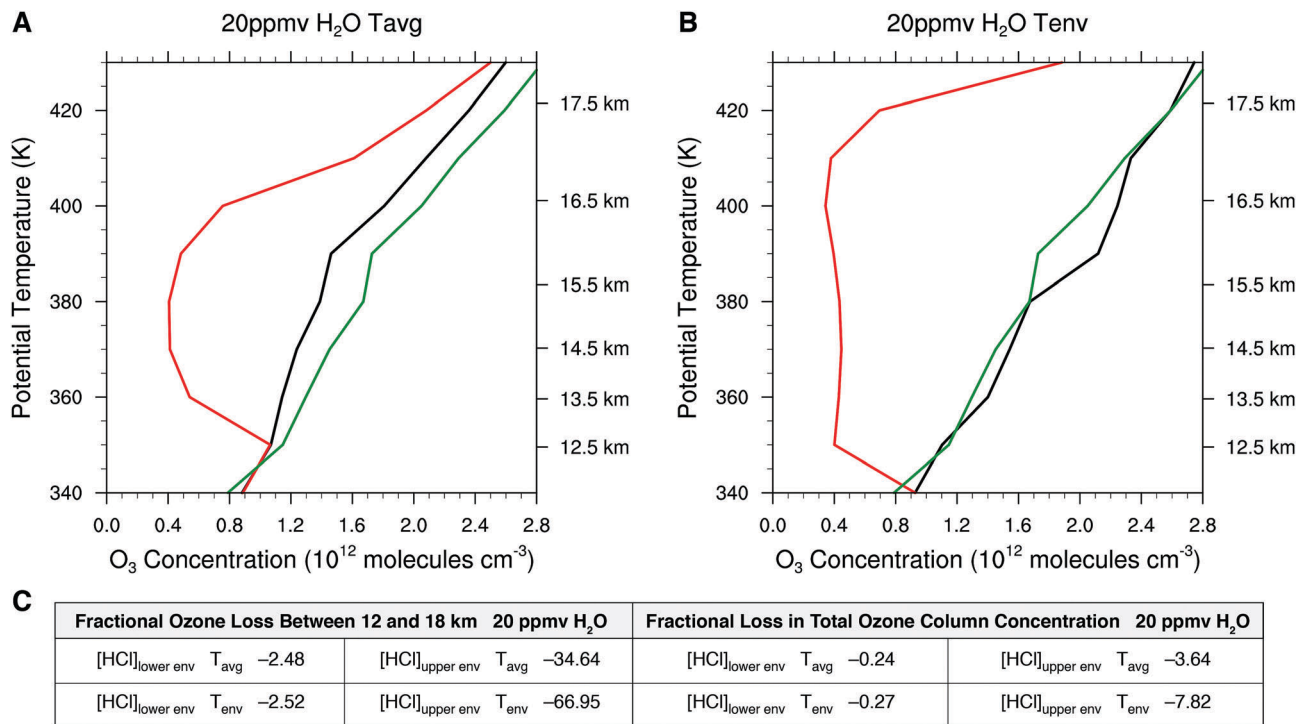 A
20ppmv H₂O Tavg
420
400
380
360
340
Potential Temperature (K)
17.5 km
16.5 km
15.5 km
14.5 km
13.5 km
12.5 km
0.0 0.4 0.8 1.2 1.6 2.0 2.4 2.8
O₃ Concentration (10¹² molecules cm⁻³)
B
20ppmv H₂O Tenv
420
400
380
360
340
Potential Temperature (K)
17.5 km
16.5 km
15.5 km
14.5 km
13.5 km
12.5 km
0.0 0.4 0.8 1.2 1.6 2.0 2.4 2.8
O₃ Concentration (10¹² molecules cm⁻³)
C
Fractional Ozone Loss Between 12 and 18 km 20 ppmv H₂O Fractional Loss in Total Ozone Column Concentration 20 ppmv H₂O
[HCl]lower env Tavg –2.48 [HCl]upper env Tavg –34.64 [HCl]lower env Tavg –0.24 [HCl]upper env Tavg –3.64
[HCl]lower env Tenv –2.52 [HCl]upper env Tenv –66.95 [HCl]lower env Tenv –0.27 [HCl]upper env Tenv –7.82